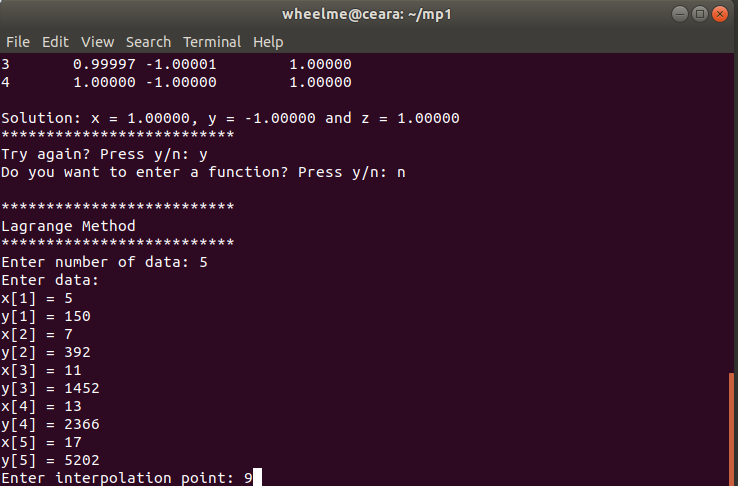 wheelme@ceara: ~/mp1
File Edit View Search Terminal Help
3 0.99997 -1.00001 1.00000
4 1.00000 -1.00000 1.00000
Solution: x = 1.00000, y = -1.00000 and z = 1.00000
**************************
Try again? Press y/n: y
Do you want to enter a function? Press y/n: n
**************************
Lagrange Method
**************************
Enter number of data: 5
Enter data:
x[1] = 5
y[1] = 150
x[2] = 7
y[2] = 392
x[3] = 11
y[3] = 1452
x[4] = 13
y[4] = 2366
x[5] = 17
y[5] = 5202
Enter interpolation point: 9